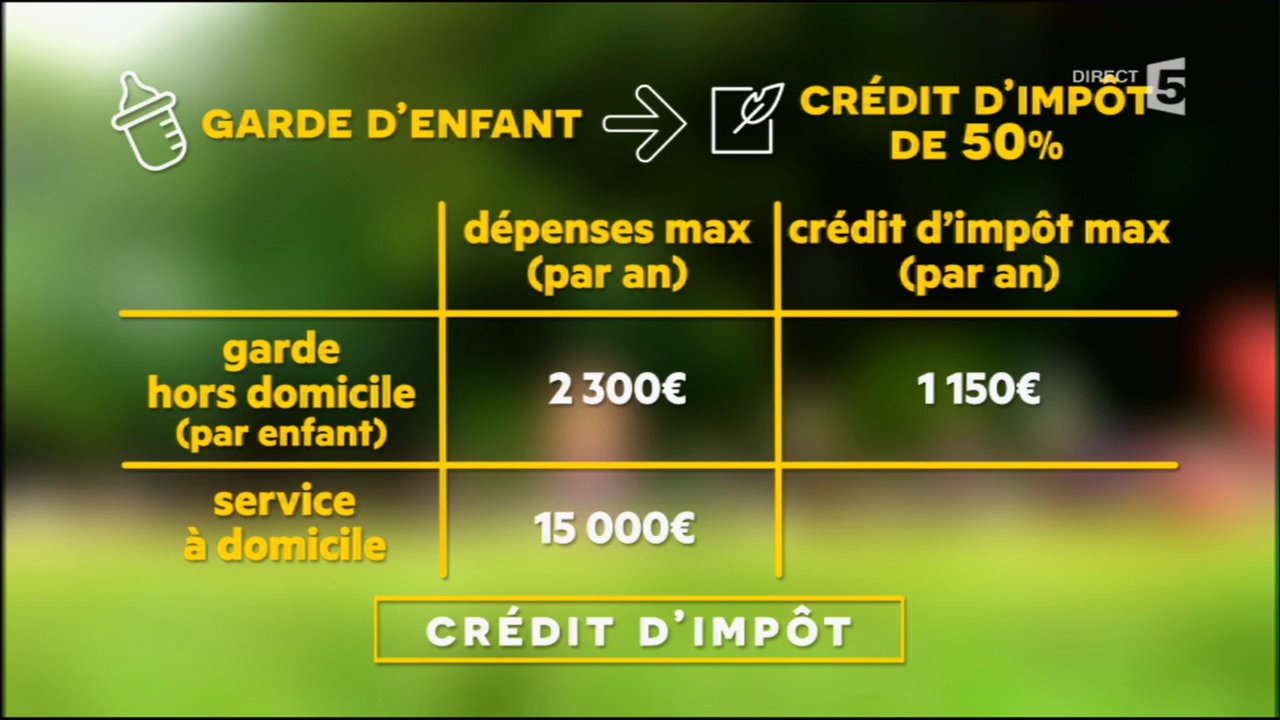 DIRECT 5
GARDE D'ENFANT
CRÉDIT D'IMPÔT
DE 50%
dépenses max
(par an)
crédit d'impôt max
(par an)
garde
hors domicile
(par enfant)
2 300€
1 150€
service
à domicile
15 000€
CRÉDIT D'IMPÔT